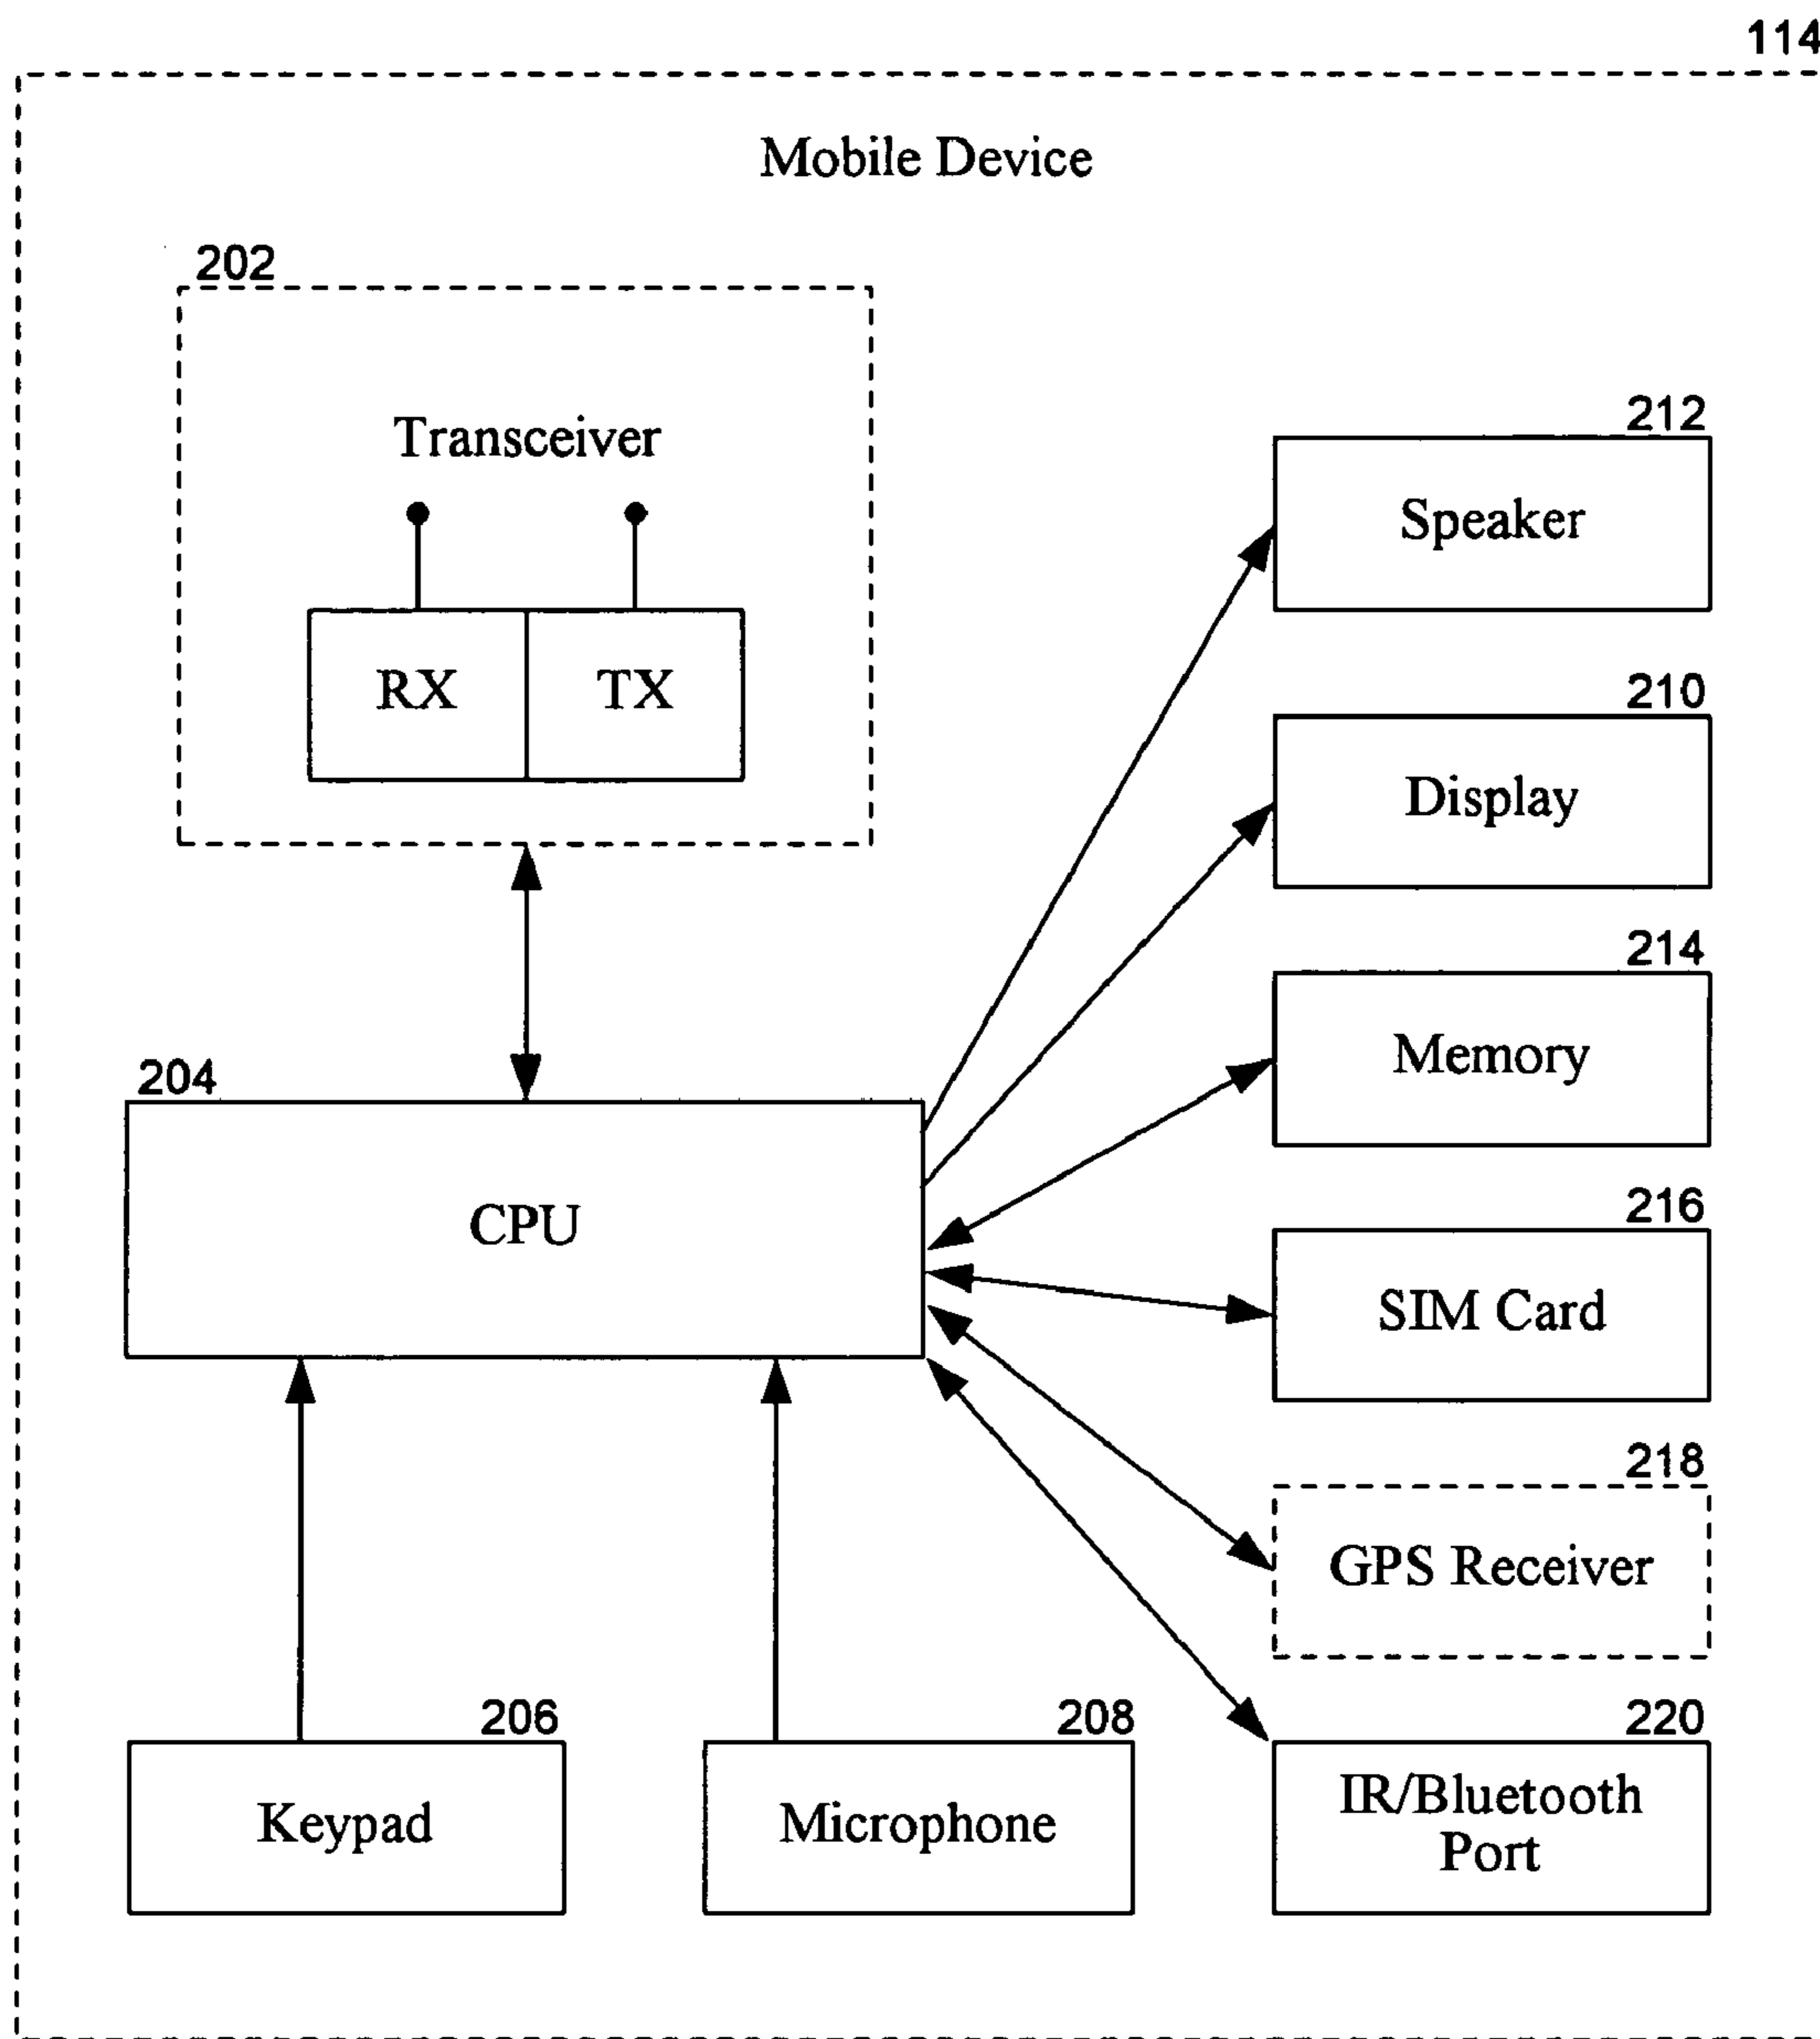 114
Mobile Device
202
Transceiver
RX TX
212
Speaker
210
Display
214
Memory
204
CPU
216
SIM Card
218
GPS Receiver
206
Keypad
208
Microphone
220
IR/Bluetooth
Port